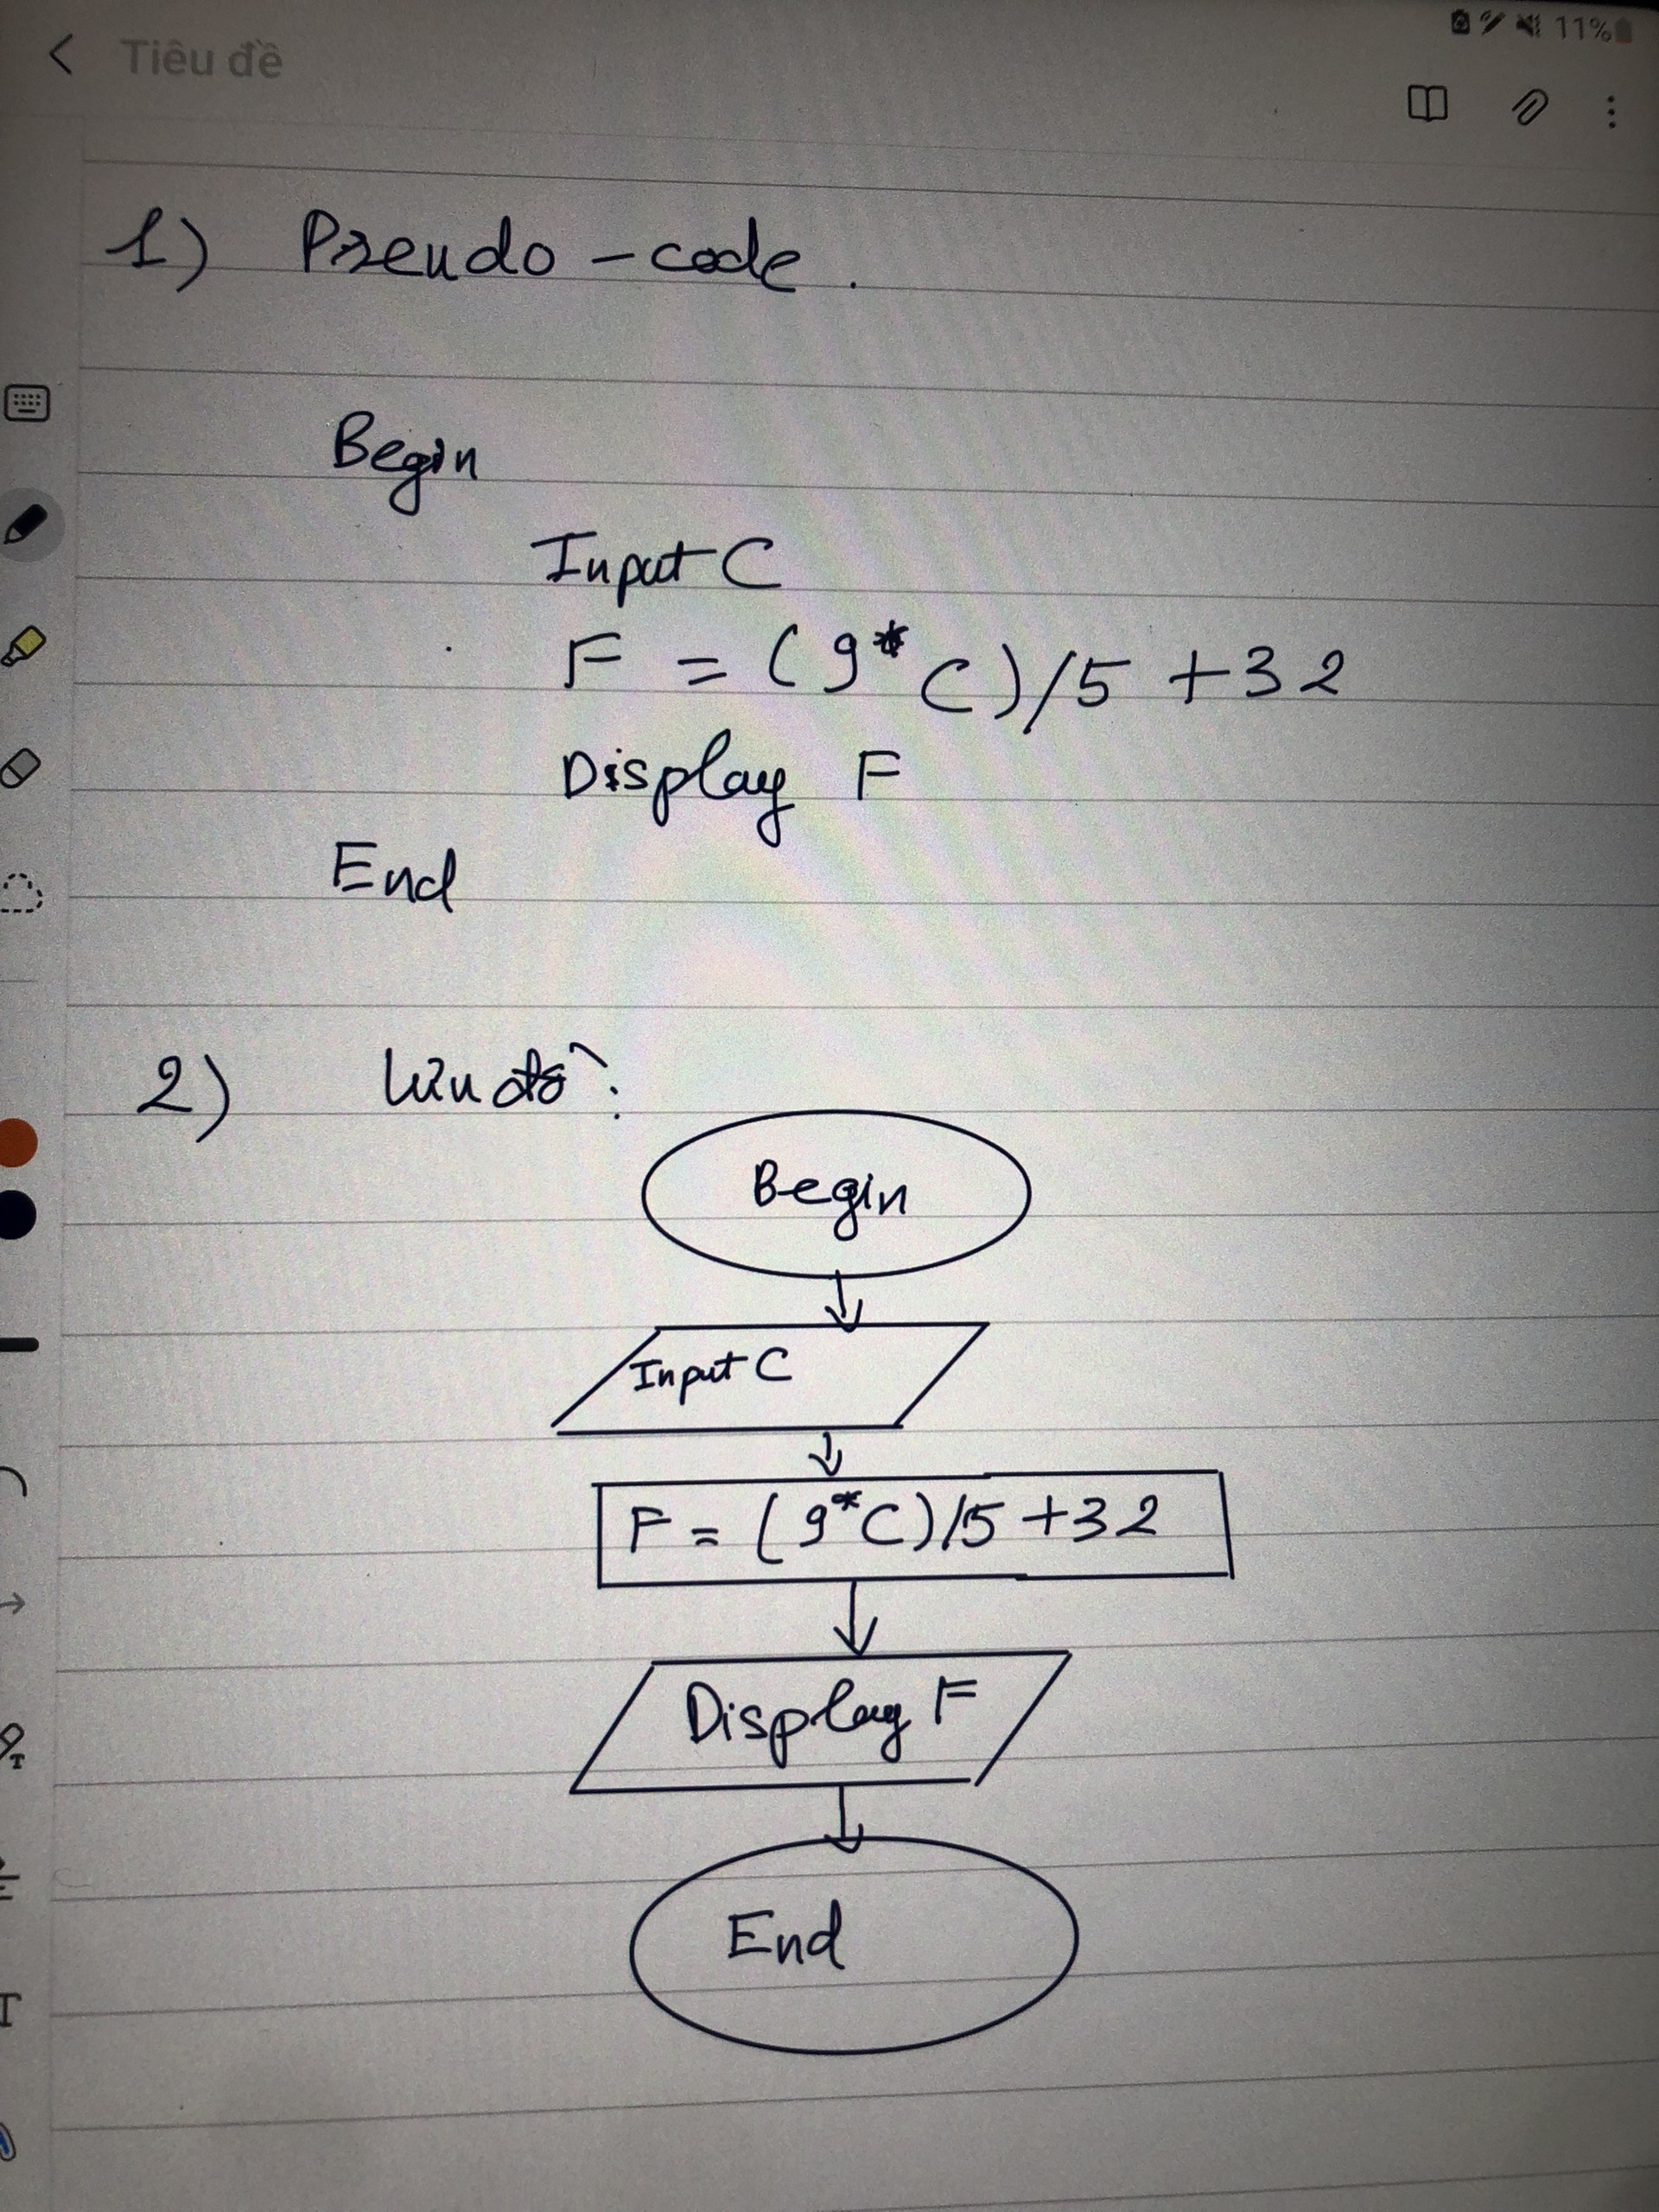 Tiêu đề
11%
1) Pseudo-code.
Begin
Input C
F = (9*C)/5 +32
Display F
End
2) lưu đồ:
Begin
Input C
F = (9*C)/5 +32
Display F
End